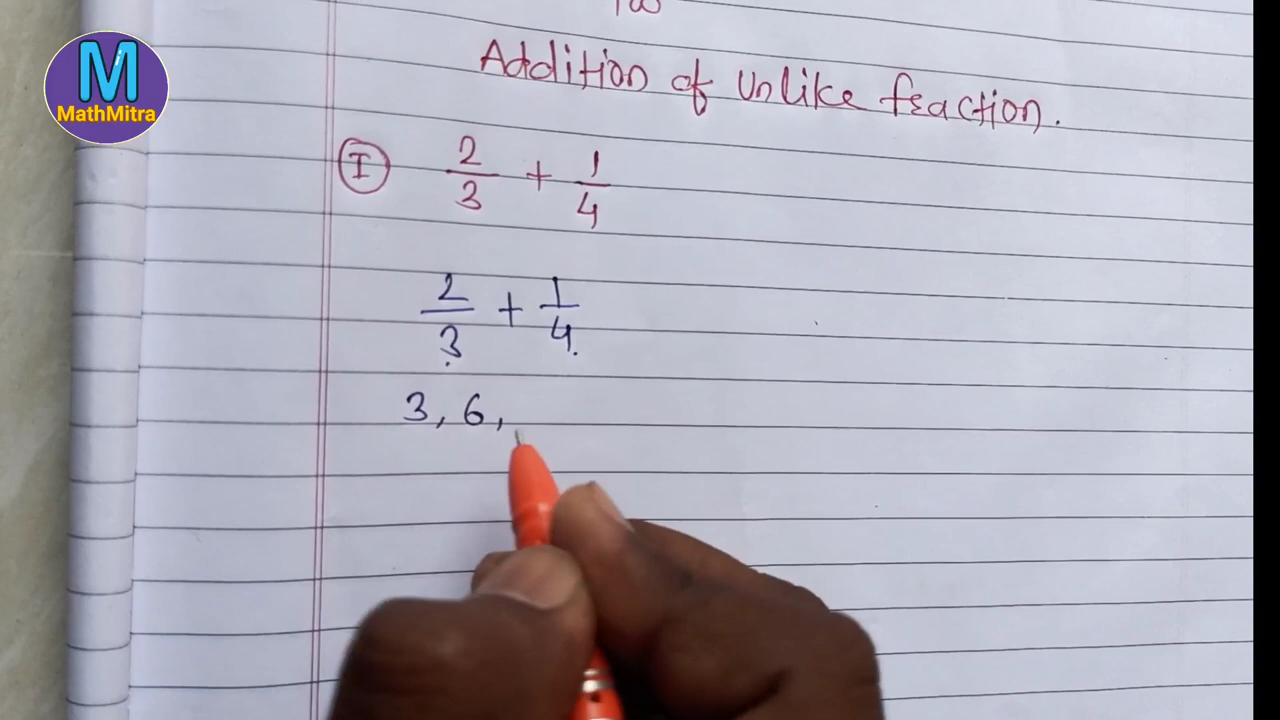 M
MathMitra
Addition of Unlike fraction.
I 2/3 + 1/4
2/3 + 1/4
3, 6,